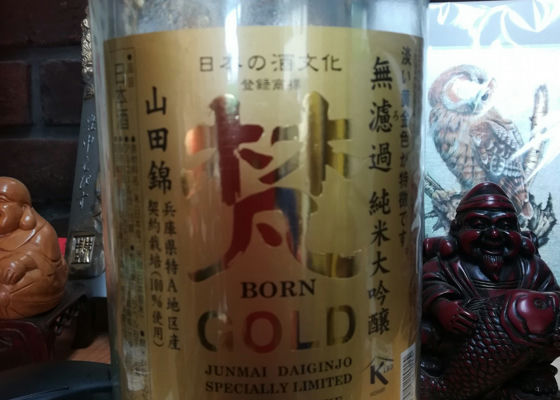 日本の酒文化
登録商標
梵
BORN
GOLD
JUNMAI DAIGINJO
SPECIALLY LIMITED
淡い黄金色が特徴です。
無濾過 純米大吟醸
山田錦
兵庫県特A地区産
契約栽培(100%使用)
日本酒
K